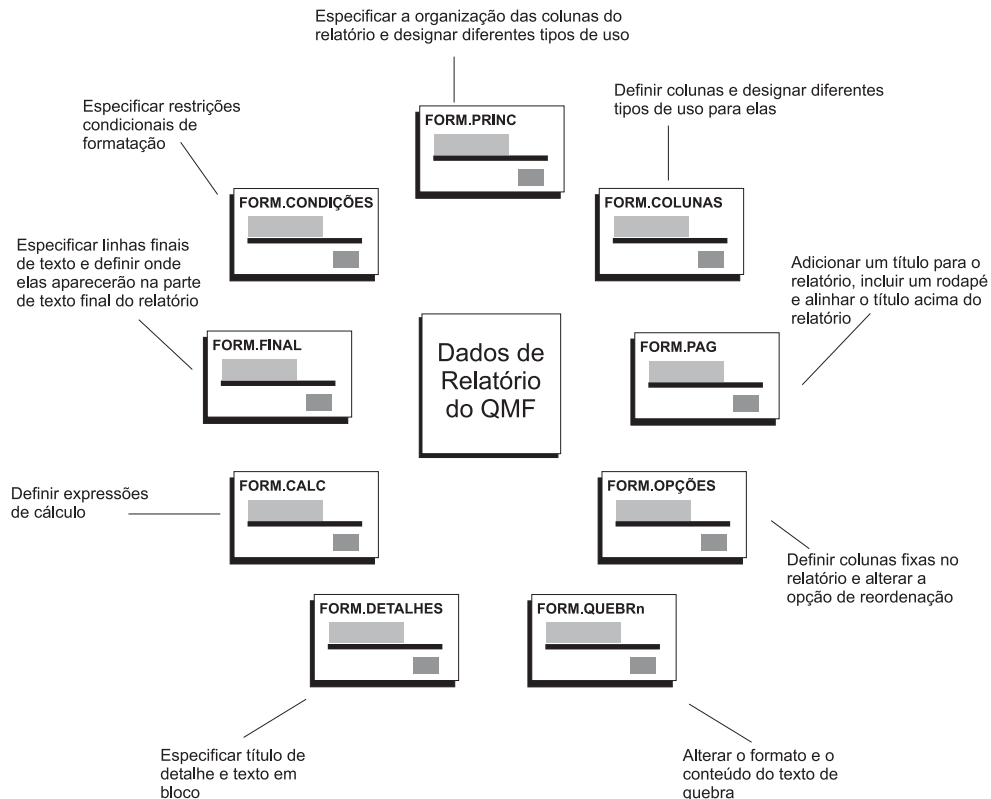 Especificar a organização das colunas do
relatório e designar diferentes tipos de uso
Definir colunas e designar diferentes
tipos de uso para elas
Especificar restrições
condicionais de
formatação
FORM.PRINC
FORM.CONDIÇÕES
FORM.COLUNAS
Especificar linhas finais
de texto e definir onde
elas aparecerão na parte
de texto final do relatório
Adicionar um título para o
relatório, incluir um rodapé
e alinhar o título acima do
relatório
FORM.FINAL
Dados de
Relatório
do QMF
FORM.PAG
FORM.CALC
FORM.OPÇÕES
Definir expressões
de cálculo
Definir colunas fixas no
relatório e alterar a
opção de reordenação
FORM.DETALHES
FORM.QUEBRn
Especificar título de
detalhe e texto em
bloco
Alterar o formato e o
conteúdo do texto de
quebra